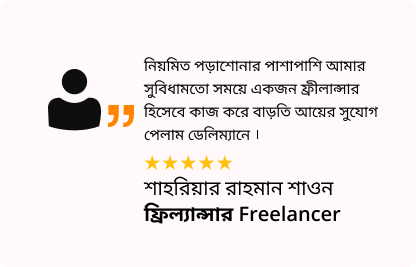 নিয়মিত পড়াশোনার পাশাপাশি আমার
সুবিধামতো সময়ে একজন ফ্রীলান্সার
হিসেবে কাজ করে বাড়তি আয়ের সুযোগ
পেলাম ডেলিম্যানে ।
শাহরিয়ার রাহমান শাওন
ফ্রিল্যান্সার Freelancer